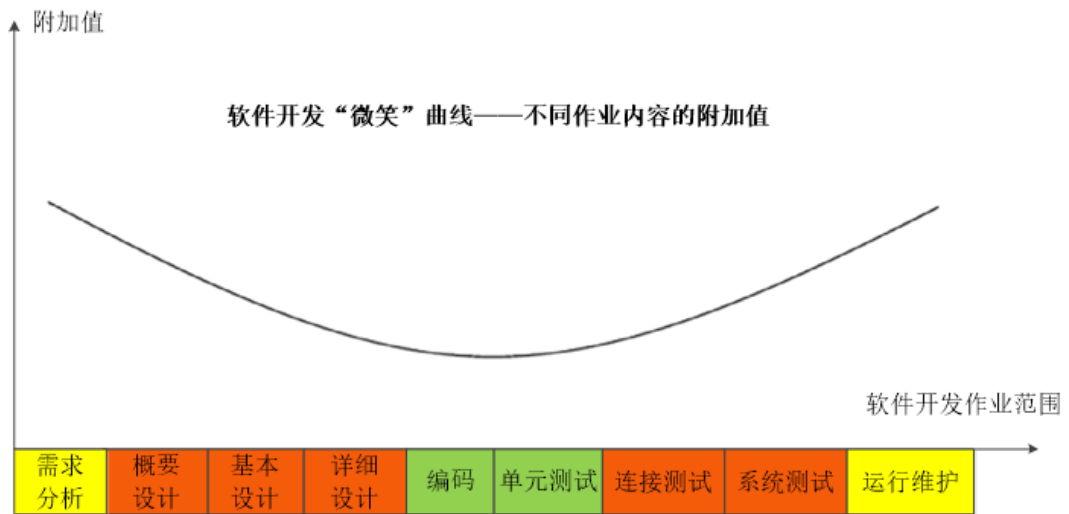 附加值
软件开发“微笑”曲线——不同作业内容的附加值
软件开发作业范围
需求
分析
概要
设计
基本
设计
详细
设计
编码
单元测试
连接测试
系统测试
运行维护